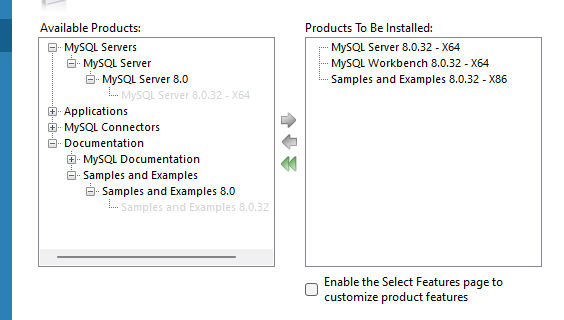 Available Products:
Products To Be Installed:
MySQL Servers
MySQL Server
MySQL Server 8.0
MySQL Server 8.0.32 - X64
Applications
MySQL Connectors
Documentation
MySQL Documentation
Samples and Examples
Samples and Examples 8.0
Samples and Examples 8.0.32
MySQL Server 8.0.32 - X64
MySQL Workbench 8.0.32 - X64
Samples and Examples 8.0.32 - X86
Enable the Select Features page to
customize product features